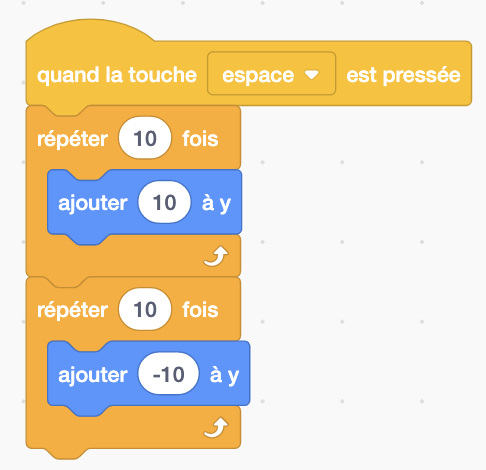 quand la touche espace est pressée
répéter 10 fois
ajouter 10 à y
répéter 10 fois
ajouter -10 à y